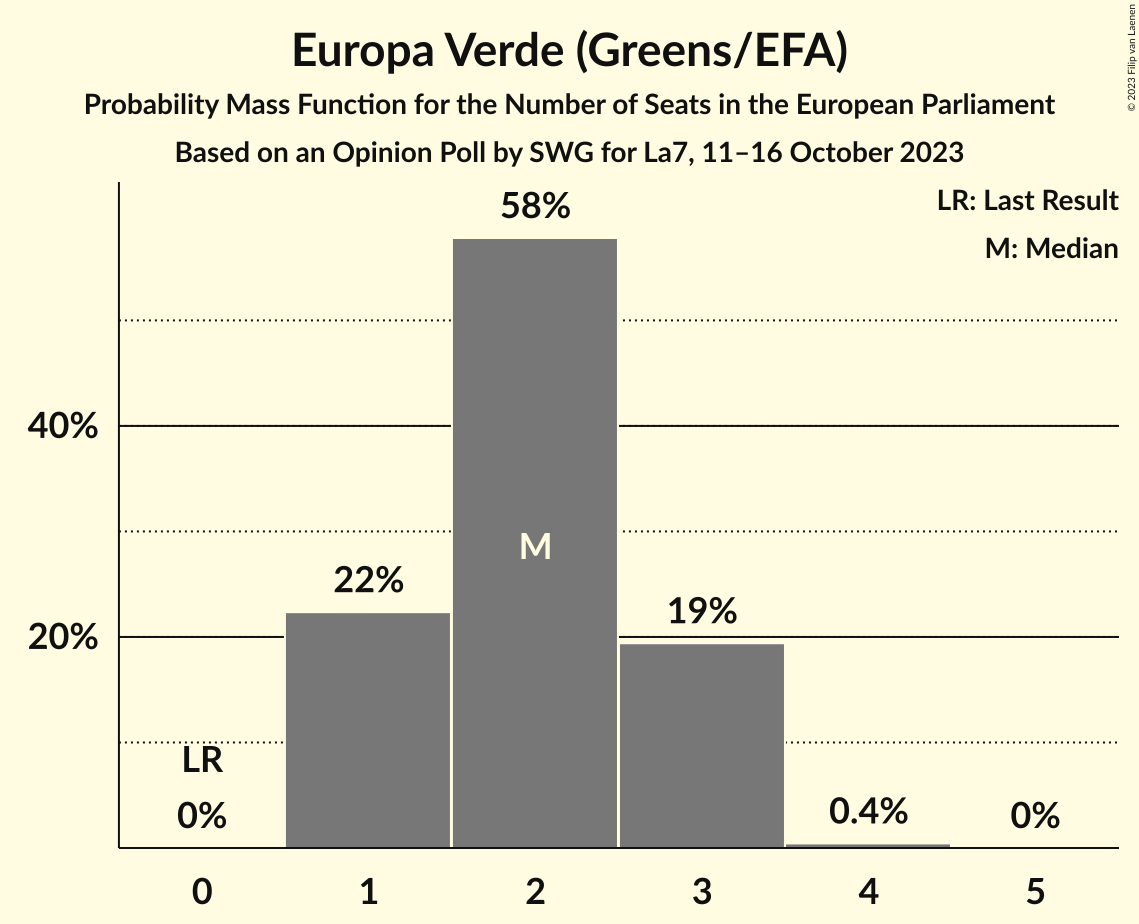 Europa Verde (Greens/EFA)
Probability Mass Function for the Number of Seats in the European Parliament
Based on an Opinion Poll by SWG for La7, 11–16 October 2023
© 2023 Filip van Laenen
LR: Last Result
M: Median
58%
40%
M
22%
19%
20%
LR
0%
0.4%
0%
0 1 2 3 4 5